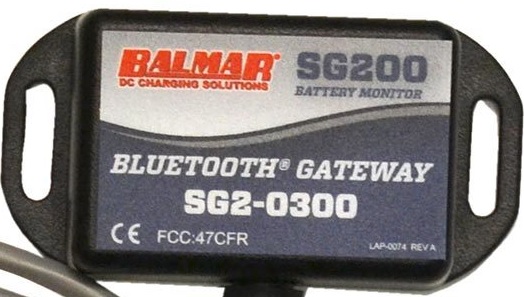 BALMAR® SG200
DC CHARGING SOLUTIONS BATTERY MONITOR
BLUETOOTH® GATEWAY
SG2-0300
CE FCC:47CFR
LAP-0074 REV A